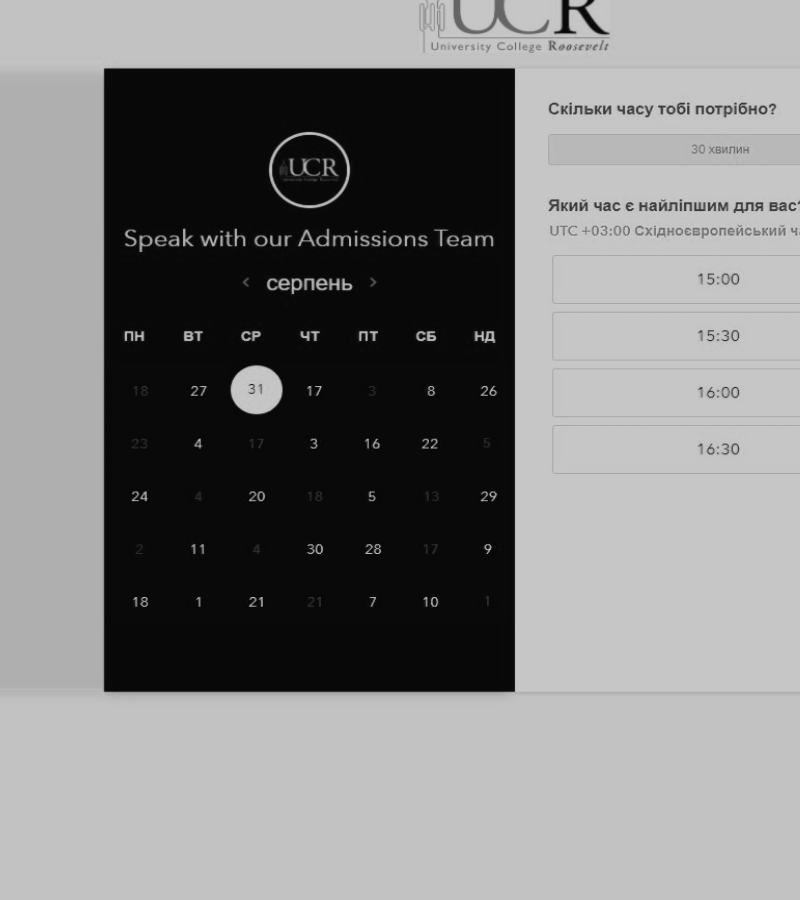 UCR
University College Roosevelt
UCR
Speak with our Admissions Team
< серпень >
ПН ВТ СР ЧТ ПТ СБ НД
18 27 31 17 3 8 26
23 4 17 3 16 22 5
24 4 20 18 5 13 29
2 11 4 30 28 17 9
18 1 21 21 7 10 1
Скільки часу тобі потрібно?
30 хвилин
Який час є найліпшим для вас?
UTC +03:00 Східноєвропейський ча
15:00
15:30
16:00
16:30